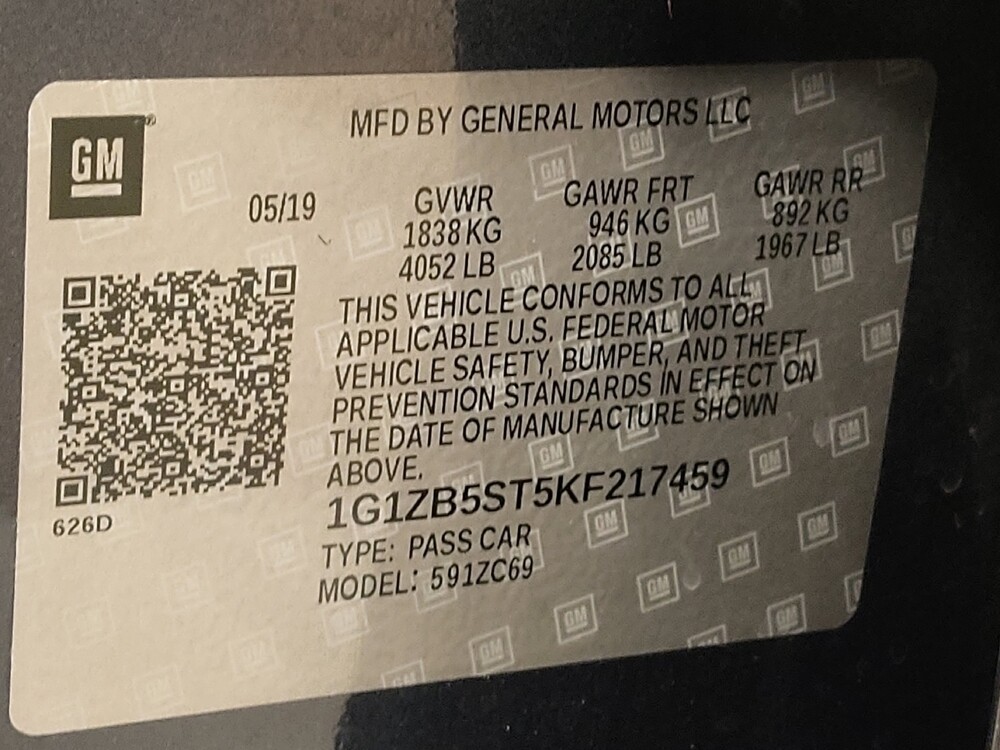 GM
MFD BY GENERAL MOTORS LLC
05/19
GVWR
1838 KG
4052 LB
GAWR FRT
946 KG
2085 LB
GAWR RR
892 KG
1967 LB
THIS VEHICLE CONFORMS TO ALL
APPLICABLE U.S. FEDERAL MOTOR
VEHICLE SAFETY, BUMPER, AND THEFT
PREVENTION STANDARDS IN EFFECT ON
THE DATE OF MANUFACTURE SHOWN
ABOVE.
1G1ZB5ST5KF217459
TYPE: PASS CAR
MODEL: 591ZC69
626D